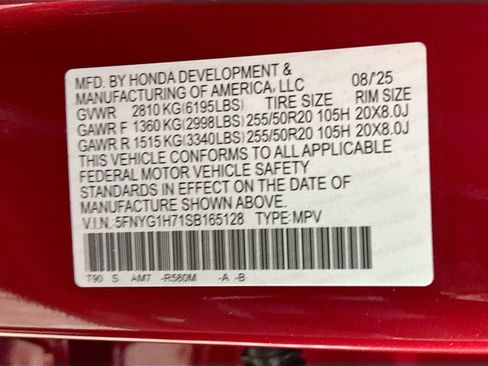 MFD. BY HONDA DEVELOPMENT &
MANUFACTURING OF AMERICA, LLC 08/'25
GVWR 2810 KG(6195LBS) TIRE SIZE RIM SIZE
GAWR F 1360 KG(2998LBS) 255/50R20 105H 20X8.0J
GAWR R 1515 KG(3340LBS) 255/50R20 105H 20X8.0J
THIS VEHICLE CONFORMS TO ALL APPLICABLE
FEDERAL MOTOR VEHICLE SAFETY
STANDARDS IN EFFECT ON THE DATE OF
MANUFACTURE SHOWN ABOVE.
V.I.N.: 5FNYG1H71SB165128 TYPE:MPV
T90 S AM7 -R580M -A -B